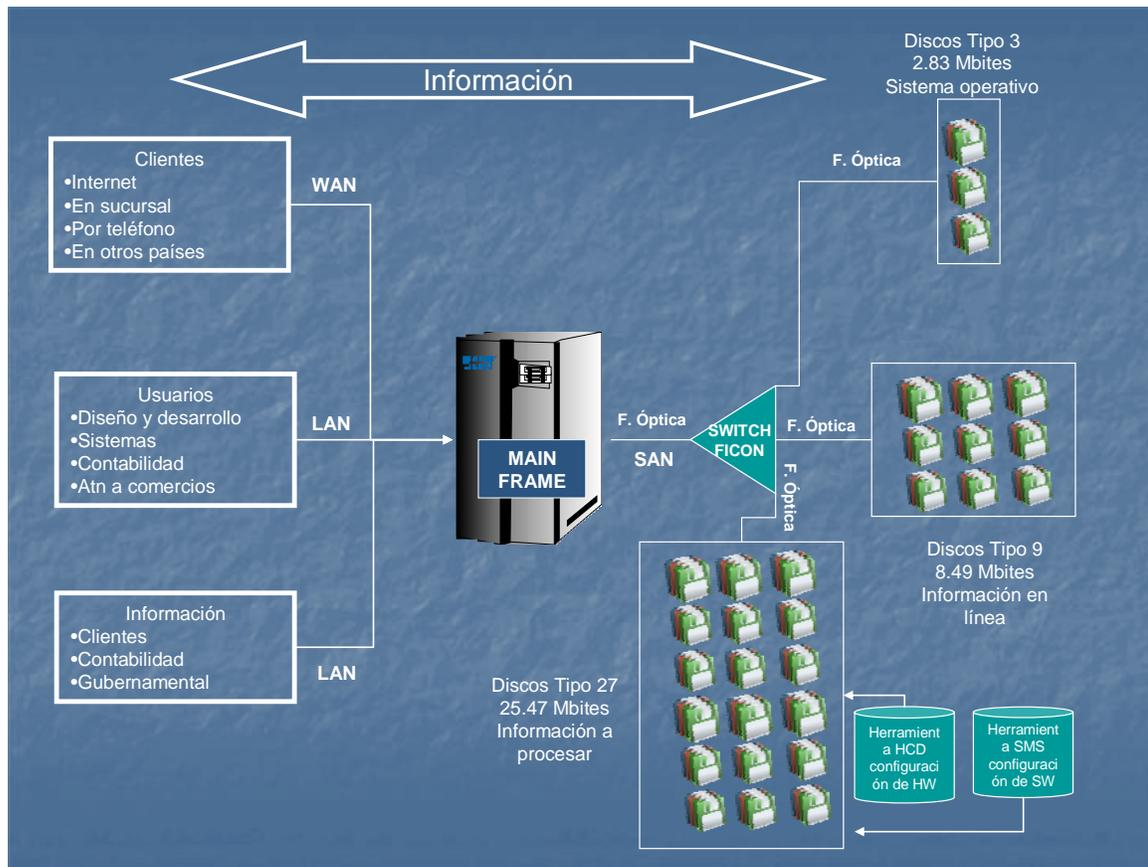 Información
Discos Tipo 3
2.83 Mbites
Sistema operativo
Clientes
•Internet
•En sucursal
•Por teléfono
•En otros países
WAN
F. Óptica
Usuarios
•Diseño y desarrollo
•Sistemas
•Contabilidad
•Atn a comercios
LAN
MAIN
FRAME
F. Óptica
SAN
SWITCH
FICON
F. Óptica
F. Óptica
Discos Tipo 9
8.49 Mbites
Información en
línea
Información
•Clientes
•Contabilidad
•Gubernamental
LAN
Discos Tipo 27
25.47 Mbites
Información a
procesar
Herramient
a HCD
configuraci
ón de HW
Herramient
a SMS
configuraci
ón de SW